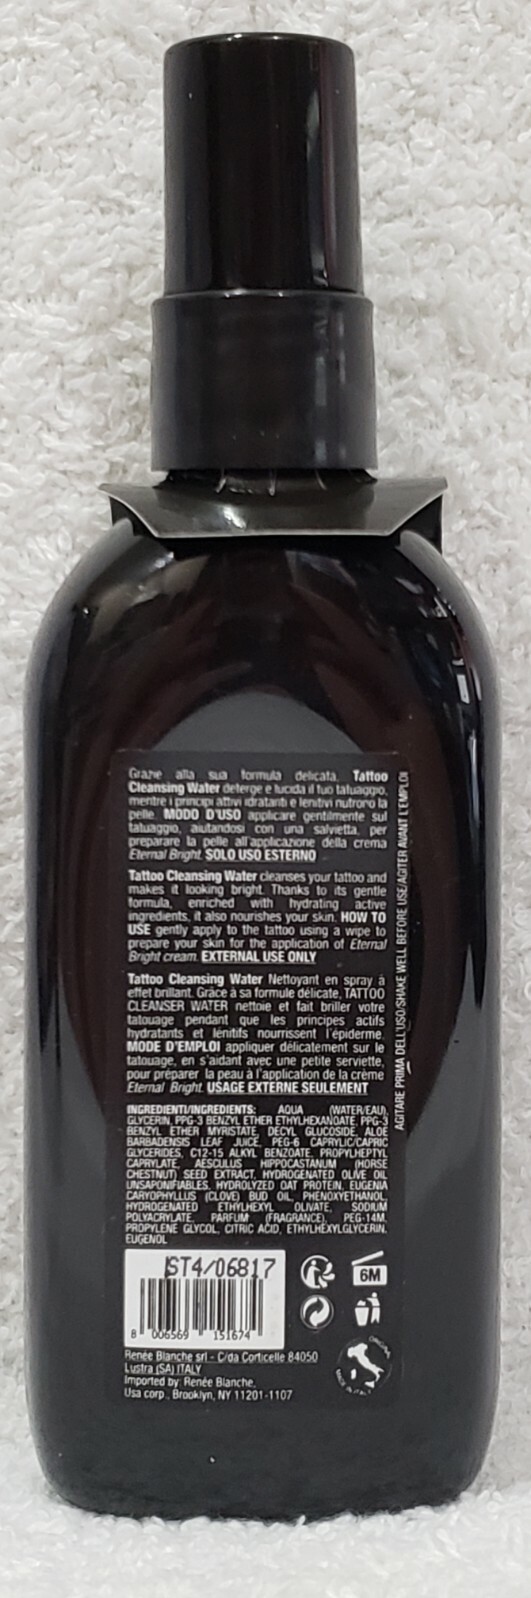 Grazie alla sua formula delicata, Tattoo
Cleansing Water deterge e lucida il tuo tatuaggio,
mentre i principi attivi idratanti e lenitivi nutrono la
pelle. MODO D'USO applicare gentilmente sul
tatuaggio, aiutandosi con una salvietta, per
preparare la pelle all'applicazione della crema
Eternal Bright. SOLO USO ESTERNO
Tattoo Cleansing Water cleanses your tattoo and
makes it looking bright. Thanks to its gentle
formula, enriched with hydrating active
ingredients, it also nourishes your skin. HOW TO
USE gently apply to the tattoo using a wipe to
prepare your skin for the application of Eternal
Bright cream. EXTERNAL USE ONLY
Tattoo Cleansing Water Nettoyant en spray à
effet brillant. Grâce à sa formule délicate, TATTOO
CLEANSER WATER nettoie et fait briller votre
tatouage pendant que les principes actifs
hydratants et lénitifs nourrissent l'épiderme.
MODE D'EMPLOI appliquer délicatement sur le
tatouage, en s'aidant avec une petite serviette,
pour préparer la peau à l'application de la crème
Eternal Bright. USAGE EXTERNE SEULEMENT
INGREDIENTI/INGREDIENTS: AQUA (WATER/EAU),
GLYCERIN, PPG-3 BENZYL ETHER ETHYLHEXANOATE, PPG-3
BENZYL ETHER MYRISTATE, DECYL GLUCOSIDE, ALOE
BARBADENSIS LEAF JUICE, PEG-6 CAPRYLIC/CAPRIC
GLYCERIDES, C12-15 ALKYL BENZOATE, PROPYLHEPTYL
CAPRYLATE, AESCULUS HIPPOCASTANUM (HORSE
CHESTNUT) SEED EXTRACT, HYDROGENATED OLIVE OIL
UNSAPONIFIABLES, HYDROLYZED OAT PROTEIN, EUGENIA
CARYOPHYLLUS (CLOVE) BUD OIL, PHENOXYETHANOL,
HYDROGENATED ETHYLHEXYL OLIVATE, SODIUM
POLYACRYLATE, PARFUM (FRAGRANCE), PEG-14M,
PROPYLENE GLYCOL, CITRIC ACID, ETHYLHEXYLGLYCERIN,
EUGENOL
AGITARE PRIMA DELL'USO/SHAKE WELL BEFORE USE/AGITER AVANT L'EMPLOI
ST4/06817
8 006569 151674
6M
Renée Blanche srl - C/da Corticelle 84050
Lustra (SA) ITALY
Imported by: Renée Blanche,
Usa corp., Brooklyn, NY 11201-1107
ORIGINAL
MADE IN ITALY